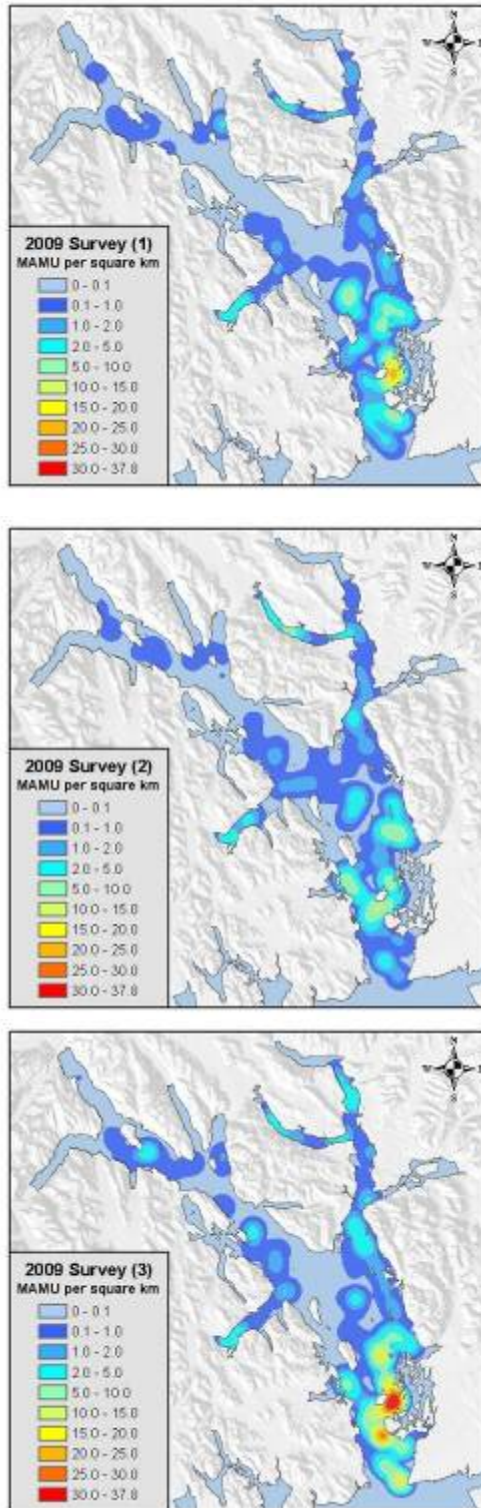 N
W
E
S
2009 Survey (1)
MAMU per square km
0 - 0.1
0.1 - 1.0
1.0 - 2.0
2.0 - 5.0
5.0 - 10.0
10.0 - 15.0
15.0 - 20.0
20.0 - 25.0
25.0 - 30.0
30.0 - 37.8
N
W
E
S
2009 Survey (2)
MAMU per square km
0 - 0.1
0.1 - 1.0
1.0 - 2.0
2.0 - 5.0
5.0 - 10.0
10.0 - 15.0
15.0 - 20.0
20.0 - 25.0
25.0 - 30.0
30.0 - 37.8
N
W
E
S
2009 Survey (3)
MAMU per square km
0 - 0.1
0.1 - 1.0
1.0 - 2.0
2.0 - 5.0
5.0 - 10.0
10.0 - 15.0
15.0 - 20.0
20.0 - 25.0
25.0 - 30.0
30.0 - 37.8